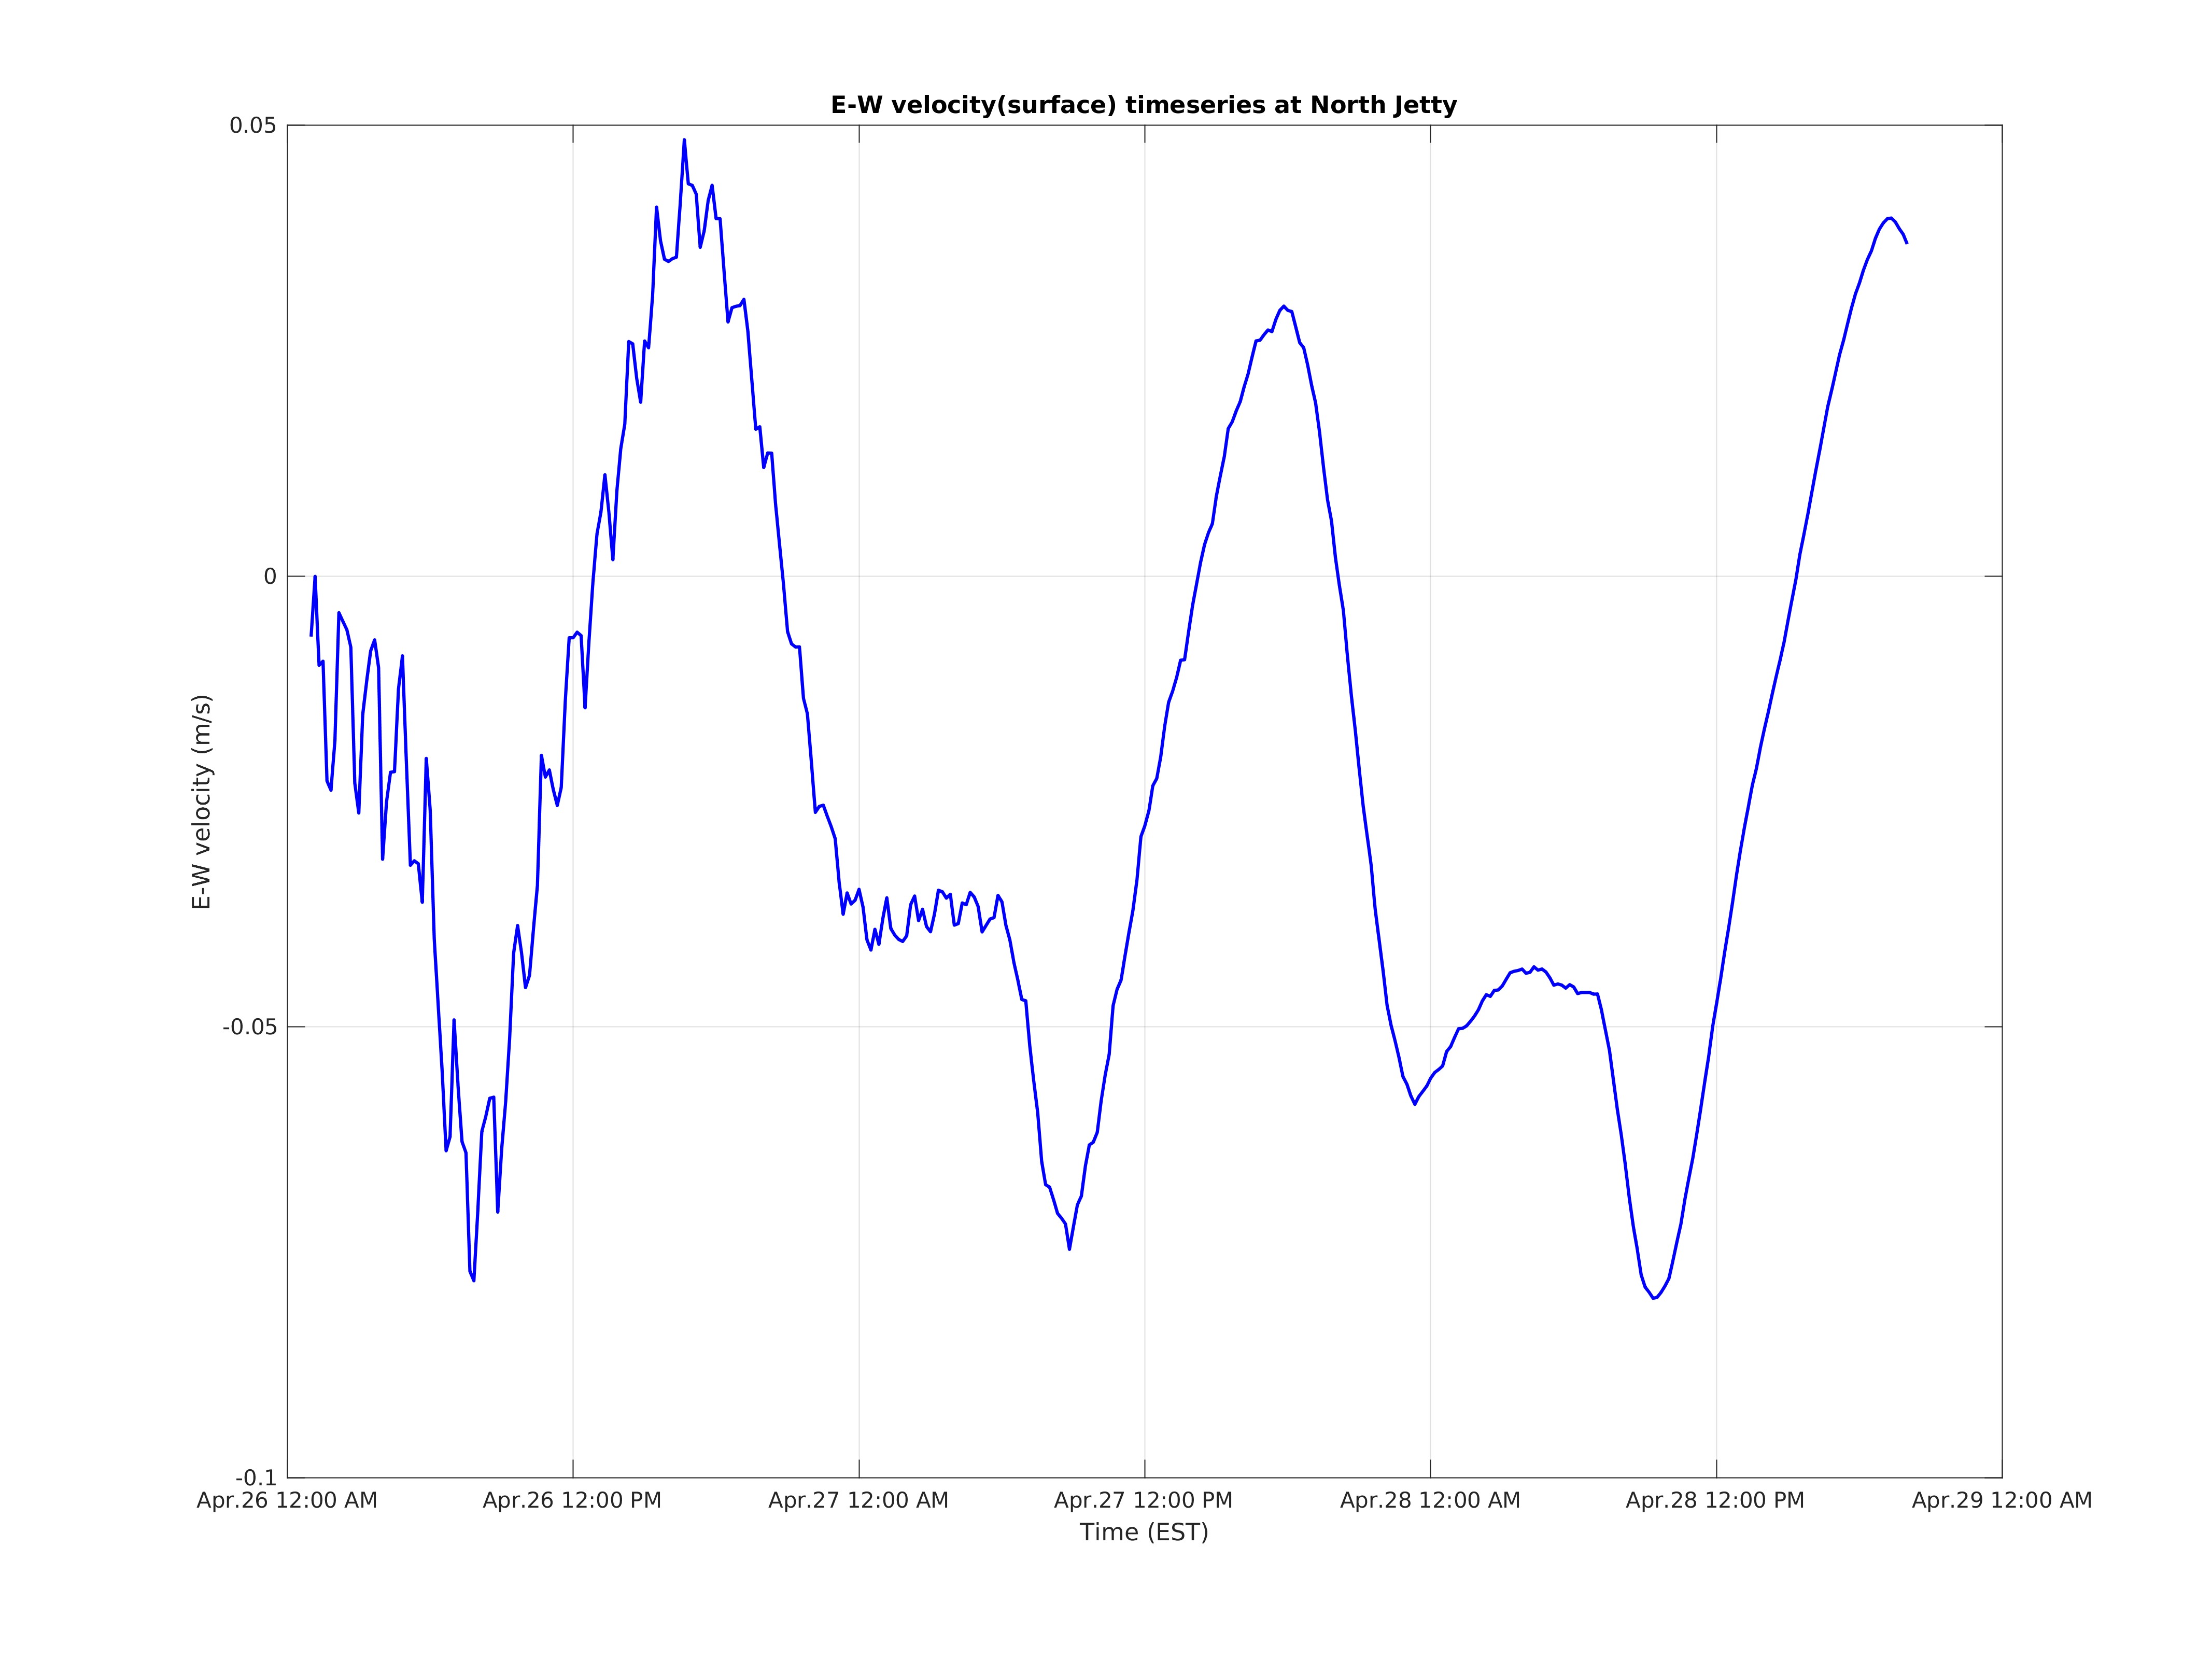 E-W velocity(surface) timeseries at North Jetty
0.05
0
-0.05
-0.1
E-W velocity (m/s)
Apr.26 12:00 AM Apr.26 12:00 PM Apr.27 12:00 AM Apr.27 12:00 PM Apr.28 12:00 AM Apr.28 12:00 PM Apr.29 12:00 AM
Time (EST)